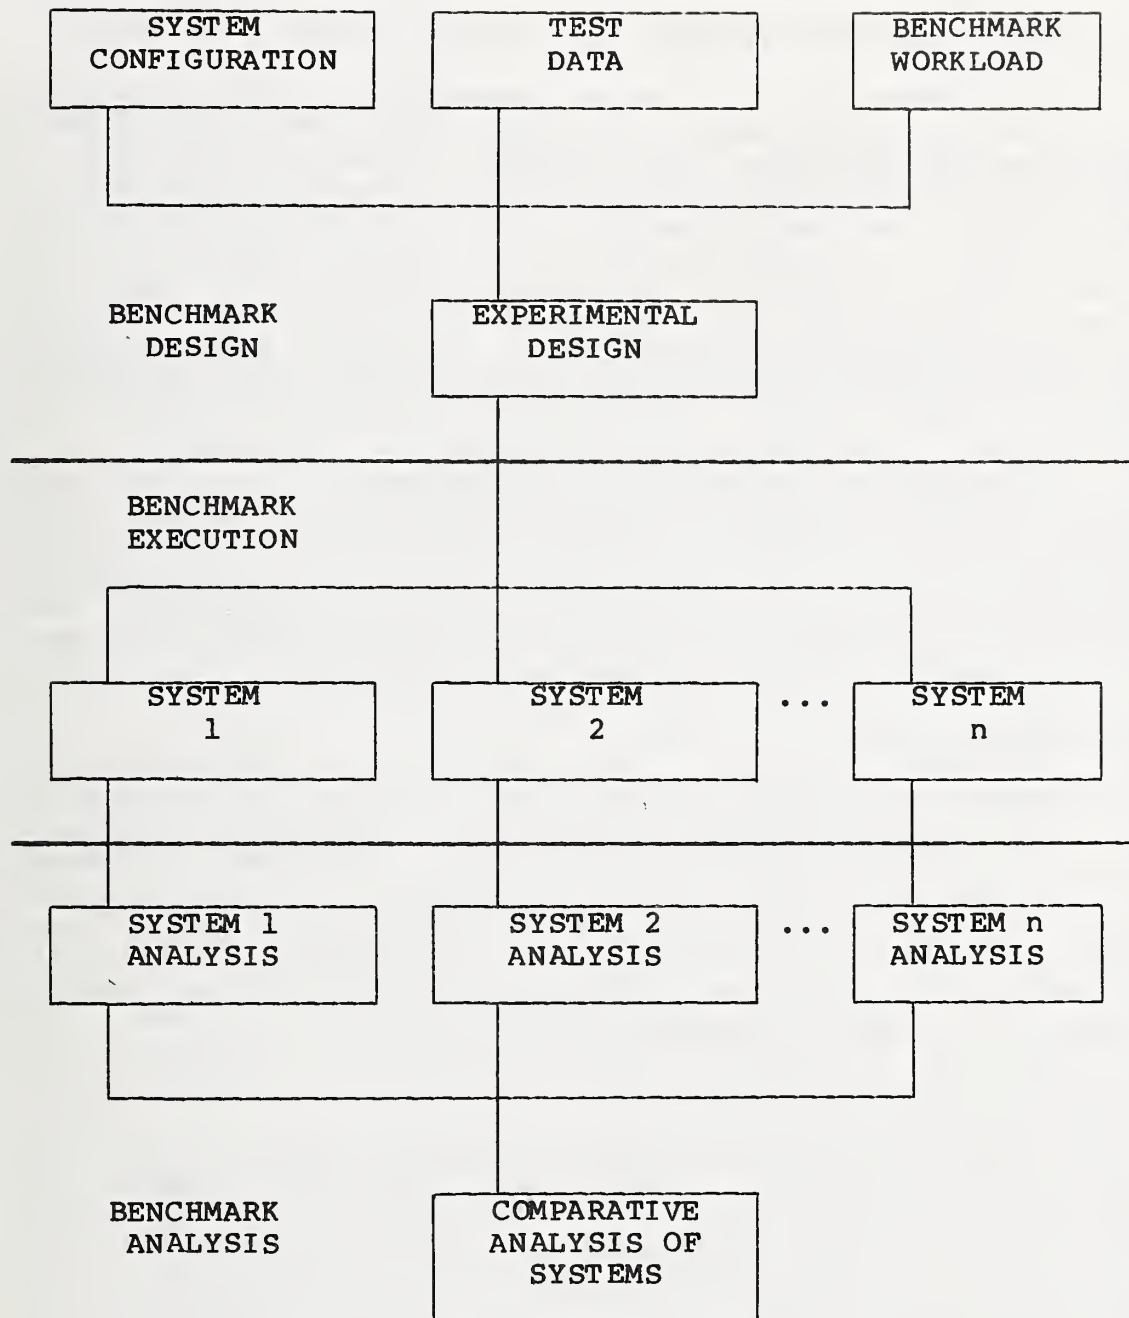 SYSTEM
CONFIGURATION
TEST
DATA
BENCHMARK
WORKLOAD
BENCHMARK
DESIGN
EXPERIMENTAL
DESIGN
BENCHMARK
EXECUTION
SYSTEM
1
SYSTEM
2
...
SYSTEM
n
SYSTEM 1
ANALYSIS
SYSTEM 2
ANALYSIS
...
SYSTEM n
ANALYSIS
BENCHMARK
ANALYSIS
COMPARATIVE
ANALYSIS OF
SYSTEMS